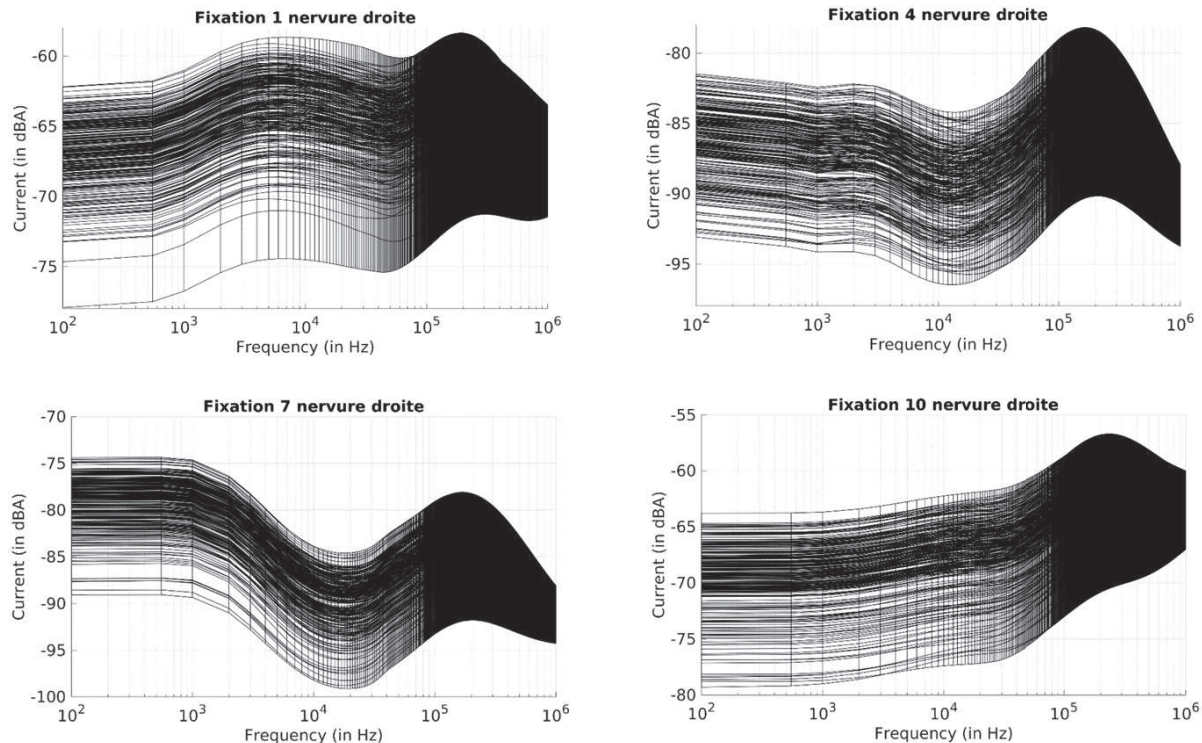 Fixation 1 nervure droite
Current (in dBA)
-60
-65
-70
-75
10^2 10^3 10^4 10^5 10^6
Frequency (in Hz)
Fixation 4 nervure droite
Current (in dBA)
-80
-85
-90
-95
10^2 10^3 10^4 10^5 10^6
Frequency (in Hz)
Fixation 7 nervure droite
Current (in dBA)
-70
-75
-80
-85
-90
-95
-100
10^2 10^3 10^4 10^5 10^6
Frequency (in Hz)
Fixation 10 nervure droite
Current (in dBA)
-55
-60
-65
-70
-75
-80
10^2 10^3 10^4 10^5 10^6
Frequency (in Hz)